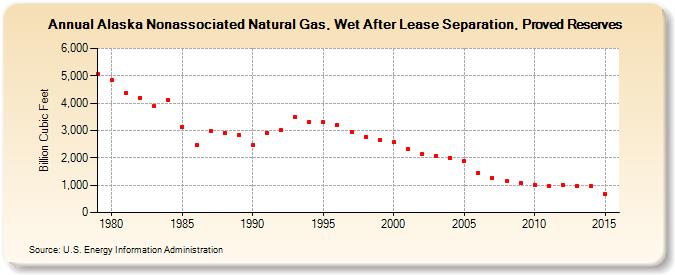 Annual Alaska Nonassociated Natural Gas, Wet After Lease Separation, Proved Reserves
Billion Cubic Feet
6,000
5,000
4,000
3,000
2,000
1,000
0
1980 1985 1990 1995 2000 2005 2010 2015
Source: U.S. Energy Information Administration